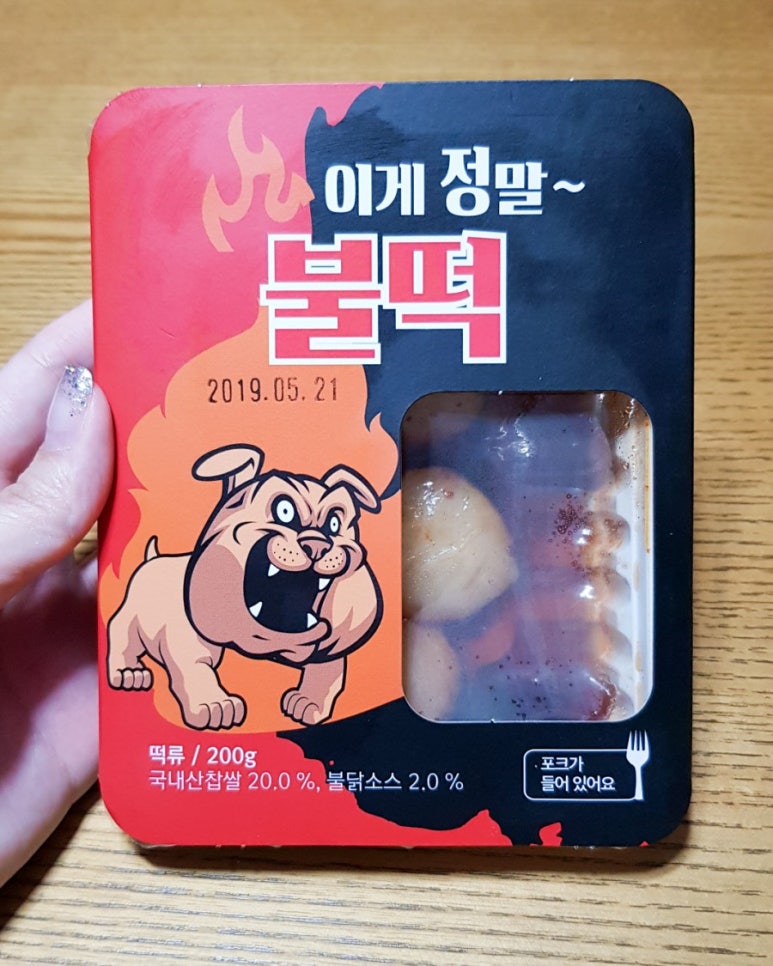 이게 정말~
불떡
2019.05.21
떡류 / 200g
국내산찹쌀 20.0 %, 불닭소스 2.0 %
포크가
들어 있어요